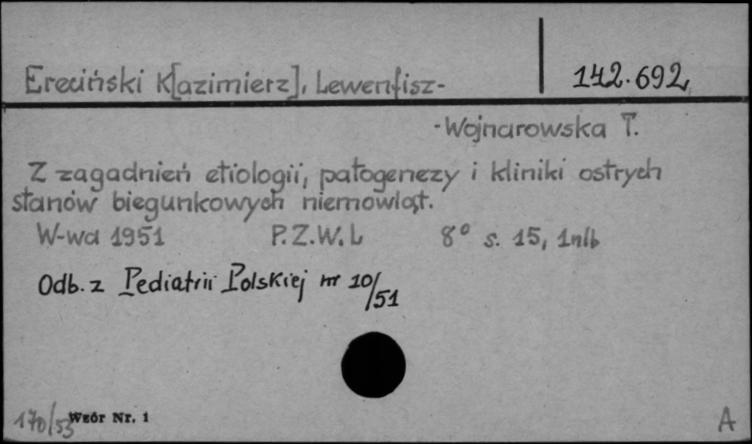 Ereciński K[azimierz], Lewenfisz-
142.692
-Wojnarowska T.
Z zagadnień etiologii, patogenezy i kliniki ostrych
stanów biegunkowych niemowląt.
W-wa 1951 P.Z.W.L 8° s. 15, 1nlb
Odb. z Pediatrii Polskiej nr 10/51
170/53 Wzór Nr. 1
A